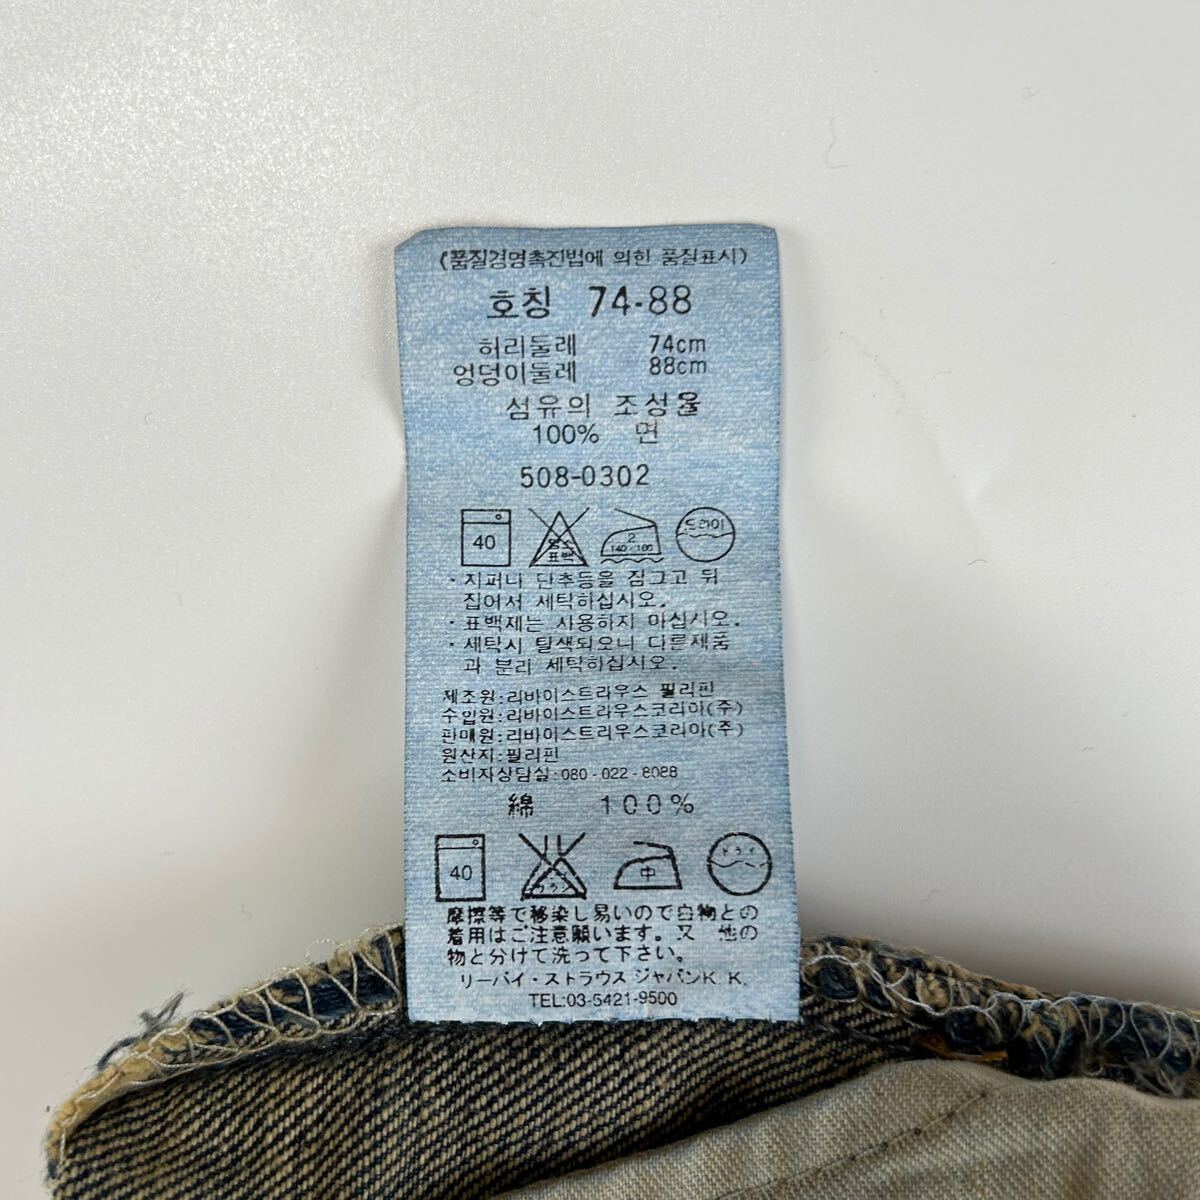 (품질경영촉진법에 의한 품질표시)
호칭 74-88
허리둘레 74cm
엉덩이둘레 88cm
섬유의 조성율
100% 면
508-0302
40 염소 표백 2 140-160 드라이
· 지퍼나 단추등을 잠그고 뒤
집어서 세탁하십시오.
· 표백제는 사용하지 마십시오.
· 세탁시 탈색되오니 다른제품
과 분리 세탁하십시오.
제조원:리바이스트라우스 필리핀
수입원:리바이스트라우스코리아(주)
판매원:리바이스트리우스코리아(주)
원산지:필리핀
소비자상담실:080-022-8088
綿 100%
40 中 ドライ
摩擦等で移染し易いので白物との
着用はご注意願います。又 他の
物と分けて洗って下さい。
リーバイ・ストラウス ジャパンK K.
TEL:03-5421-9500